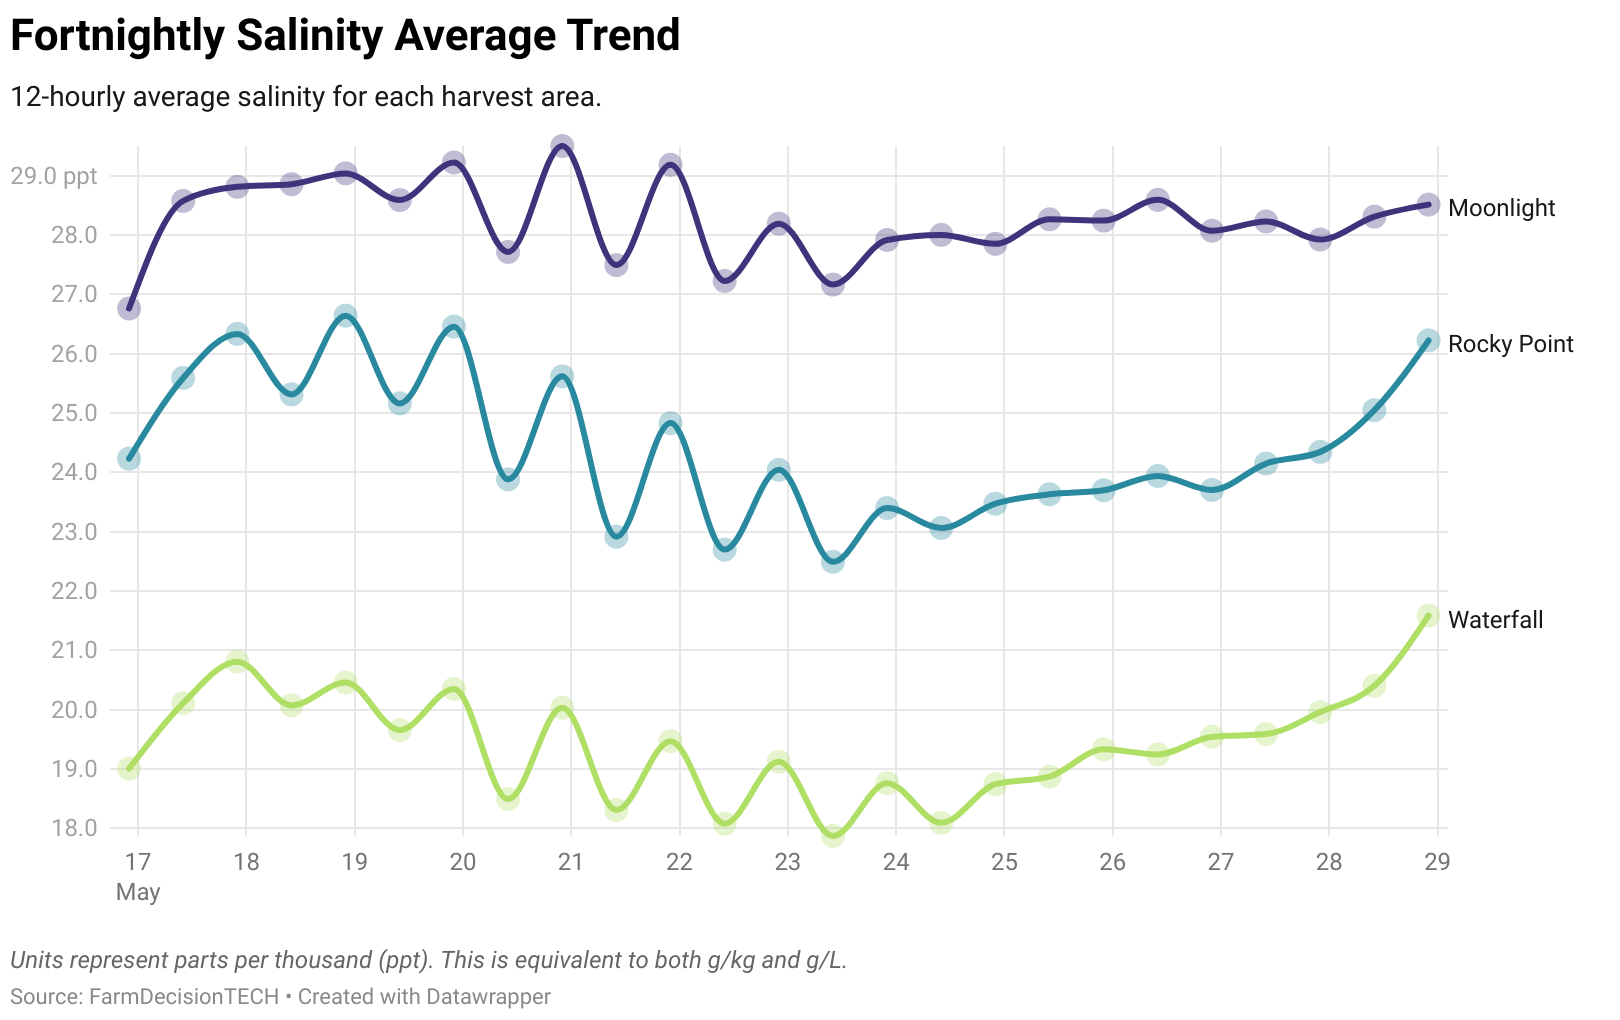 Fortnightly Salinity Average Trend
12-hourly average salinity for each harvest area.
29.0 ppt
28.0
27.0
26.0
25.0
24.0
23.0
22.0
21.0
20.0
19.0
18.0
Moonlight
Rocky Point
Waterfall
17 18 19 20 21 22 23 24 25 26 27 28 29
May
Units represent parts per thousand (ppt). This is equivalent to both g/kg and g/L.
Source: FarmDecisionTECH • Created with Datawrapper